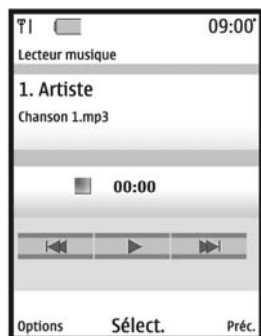 09:00
Lecteur musique
1. Artiste
Chanson 1.mp3
00:00
Options Sélect. Préc.